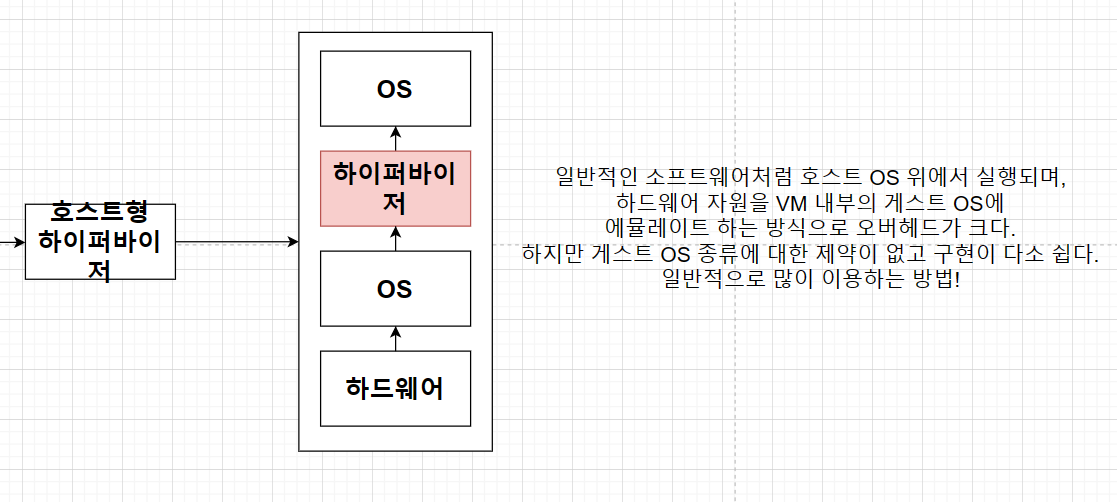 OS
하이퍼바이
저
호스트형
하이퍼바이
저
OS
하드웨어
일반적인 소프트웨어처럼 호스트 OS 위에서 실행되며,
하드웨어 자원을 VM 내부의 게스트 OS에
에뮬레이트 하는 방식으로 오버헤드가 크다.
하지만 게스트 OS 종류에 대한 제약이 없고 구현이 다소 쉽다.
일반적으로 많이 이용하는 방법!